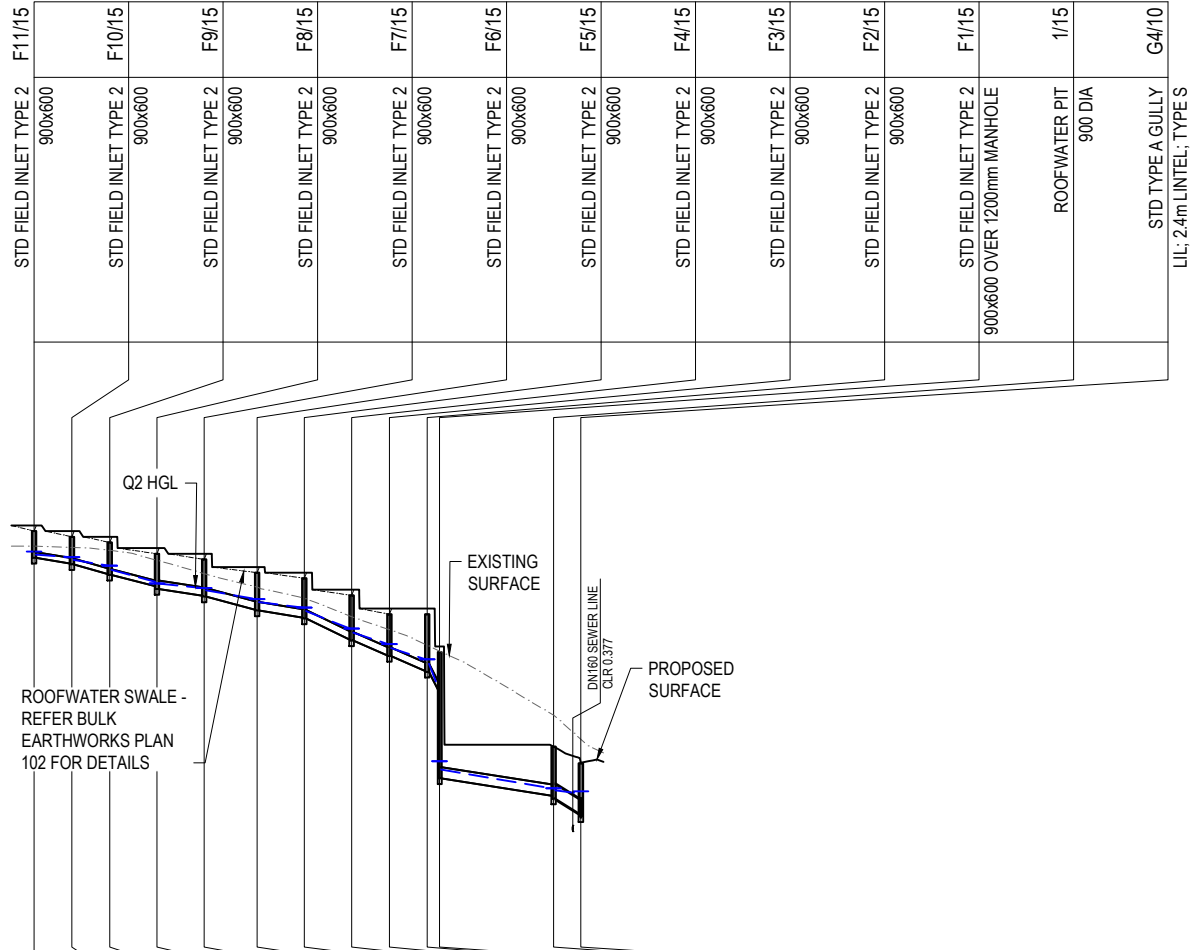 F11/15
STD FIELD INLET TYPE 2
900x600
F10/15
STD FIELD INLET TYPE 2
900x600
F9/15
STD FIELD INLET TYPE 2
900x600
F8/15
STD FIELD INLET TYPE 2
900x600
F7/15
STD FIELD INLET TYPE 2
900x600
F6/15
STD FIELD INLET TYPE 2
900x600
F5/15
STD FIELD INLET TYPE 2
900x600
F4/15
STD FIELD INLET TYPE 2
900x600
F3/15
STD FIELD INLET TYPE 2
900x600
F2/15
STD FIELD INLET TYPE 2
900x600
F1/15
STD FIELD INLET TYPE 2
900x600 OVER 1200mm MANHOLE
1/15
ROOFWATER PIT
900 DIA
G4/10
STD TYPE A GULLY
LIL; 2.4m LINTEL; TYPE S
Q2 HGL
EXISTING
SURFACE
DN160 SEWER LINE
CLR 0.377
PROPOSED
SURFACE
ROOFWATER SWALE -
REFER BULK
EARTHWORKS PLAN
102 FOR DETAILS